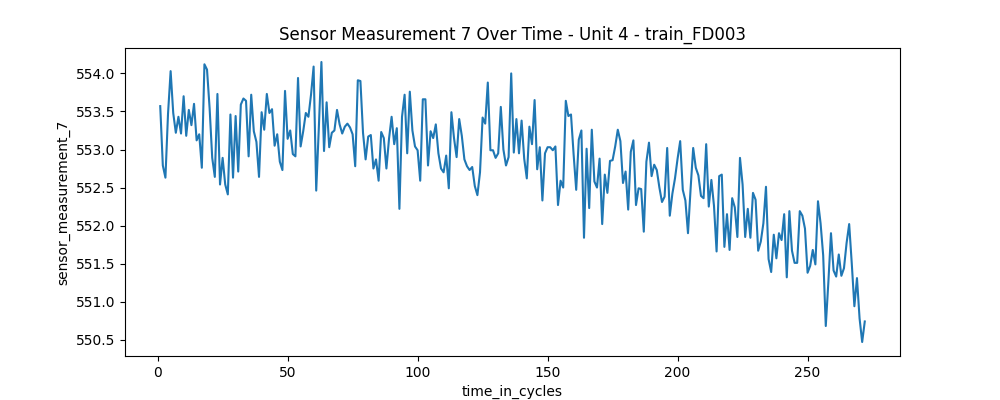 Sensor Measurement 7 Over Time - Unit 4 - train_FD003
sensor_measurement_7
554.0
553.5
553.0
552.5
552.0
551.5
551.0
550.5
0 50 100 150 200 250
time_in_cycles